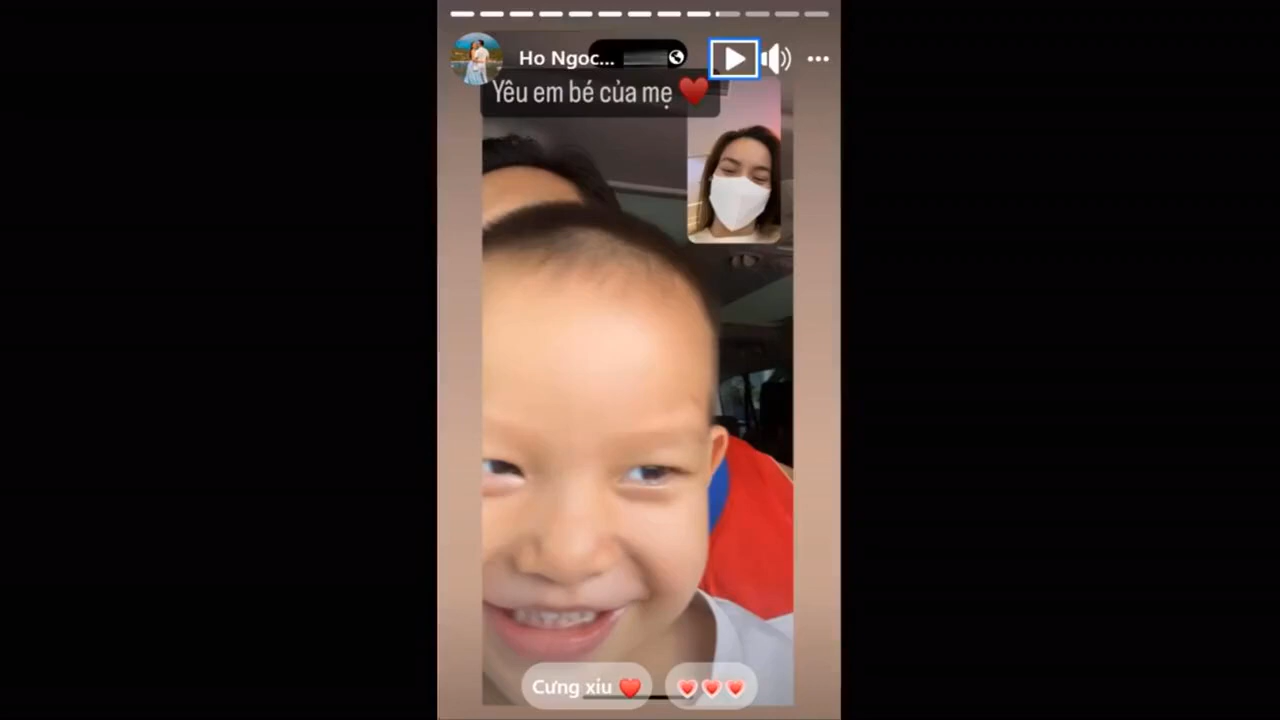 Ho Ngoc...
Yêu em bé của mẹ ❤️
Cưng xỉu ❤️